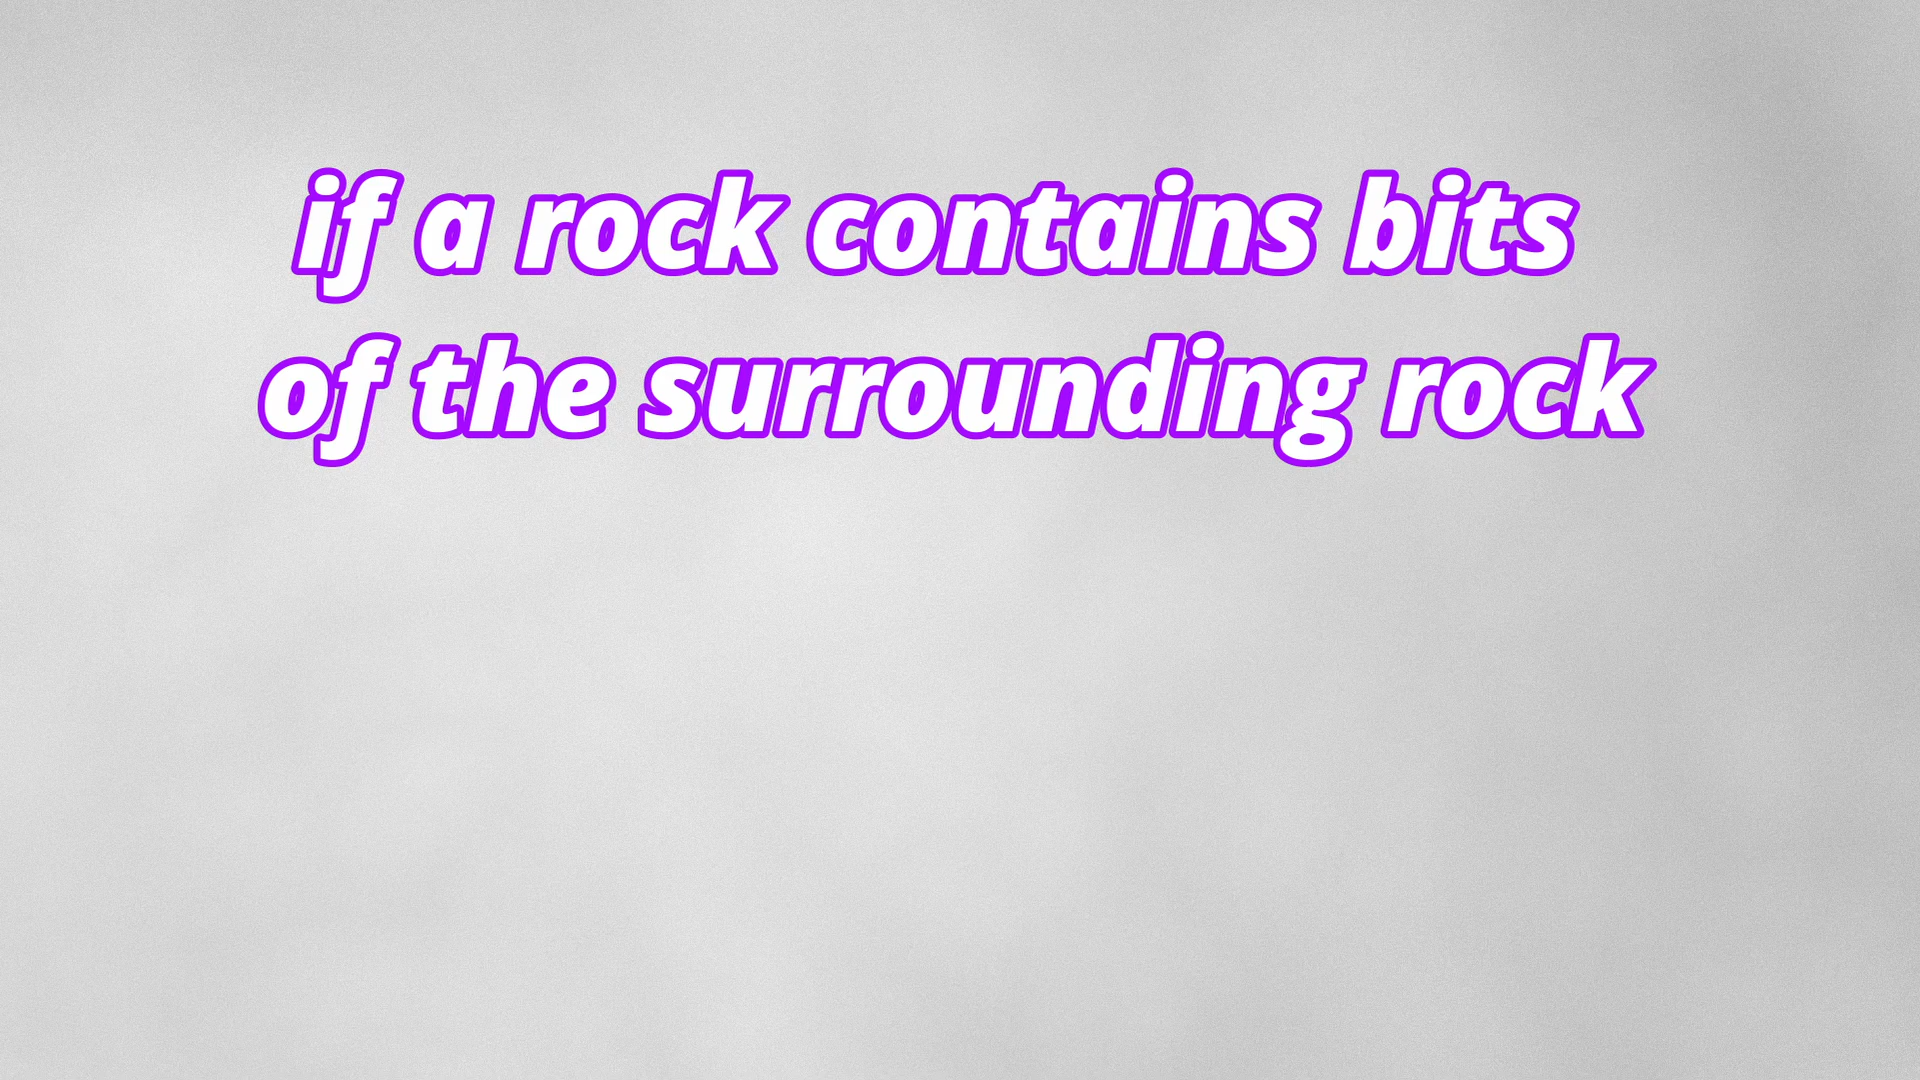 if a rock contains bits
of the surrounding rock